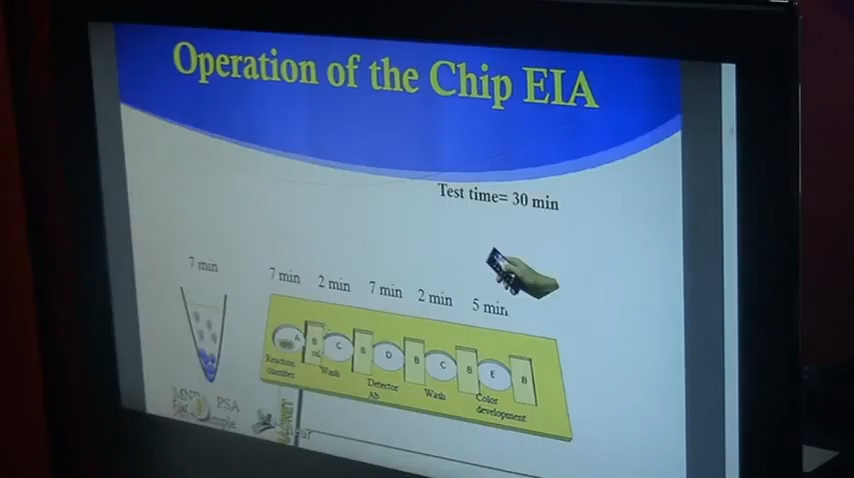 Operation of the Chip EIA
Test time= 30 min
7 min
7 min 2 min 7 min 2 min 5 min
A B oil C B D B C B E B
Reaction chamber
Wash
Detector Ab
Wash
Color development
PSA